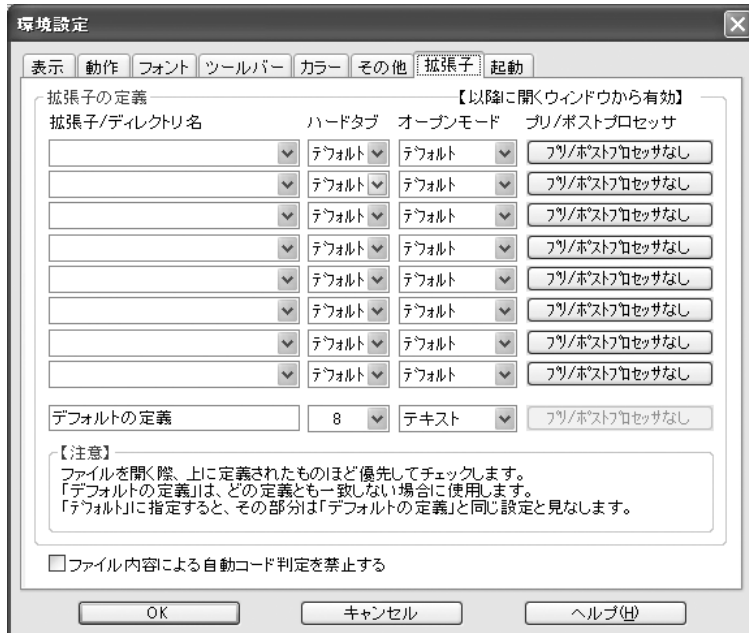 環境設定
表示 動作 フォント ツールバー カラー その他 拡張子 起動
拡張子の定義 【以降に開くウィンドウから有効】
拡張子/ディレクトリ名 ハードタブ オープンモード プリ/ポストプロセッサ
デフォルト デフォルト プリ/ポストプロセッサなし
デフォルト デフォルト プリ/ポストプロセッサなし
デフォルト デフォルト プリ/ポストプロセッサなし
デフォルト デフォルト プリ/ポストプロセッサなし
デフォルト デフォルト プリ/ポストプロセッサなし
デフォルト デフォルト プリ/ポストプロセッサなし
デフォルト デフォルト プリ/ポストプロセッサなし
デフォルト デフォルト プリ/ポストプロセッサなし
デフォルトの定義 8 テキスト プリ/ポストプロセッサなし
【注意】
ファイルを開く際、上に定義されたものほど優先してチェックします。
「デフォルトの定義」は、どの定義とも一致しない場合に使用します。
「デフォルト」に指定すると、その部分は「デフォルトの定義」と同じ設定と見なします。
ファイル内容による自動コード判定を禁止する
OK キャンセル ヘルプ(H)